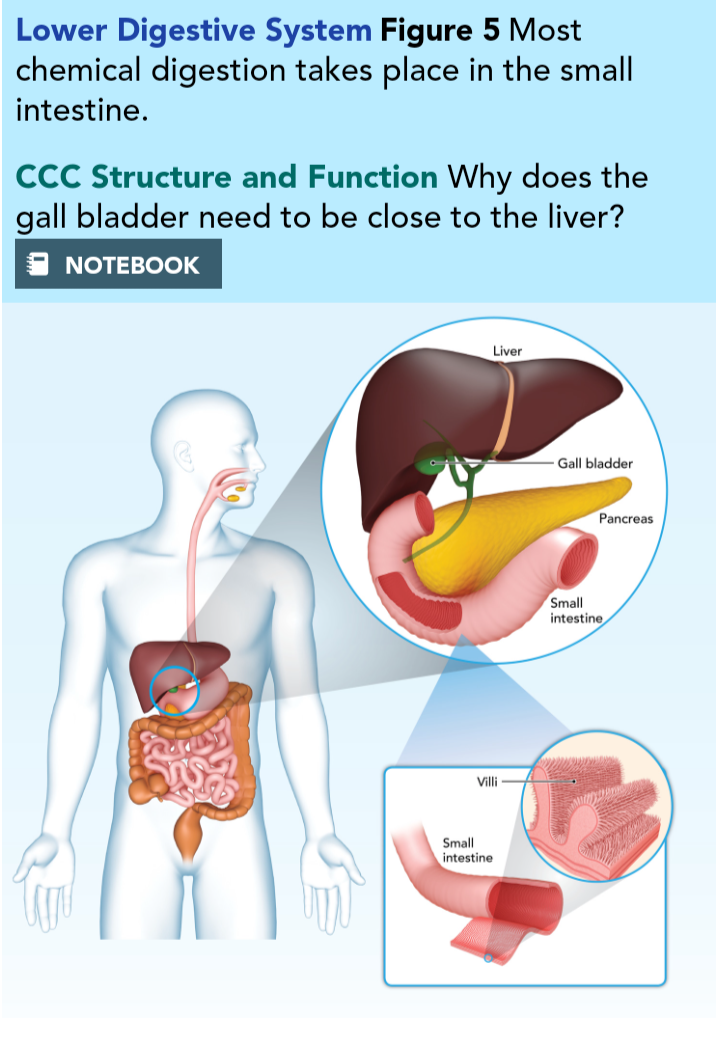 Lower Digestive System Figure 5 Most
chemical digestion takes place in the small
intestine.
CCC Structure and Function Why does the
gall bladder need to be close to the liver?
NOTEBOOK
Liver
Gall bladder
Pancreas
Small
intestine
Villi
Small
intestine